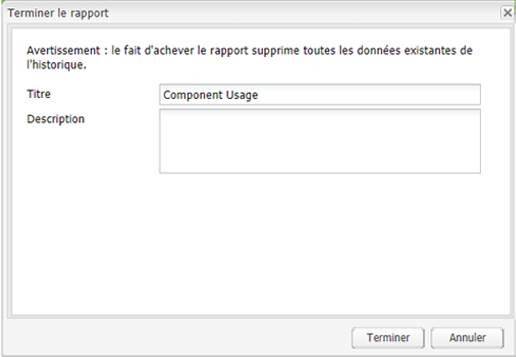 Terminer le rapport
Avertissement : le fait d'achever le rapport supprime toutes les données existantes de
l'historique.
Titre
Component Usage
Description
Terminer
Annuler